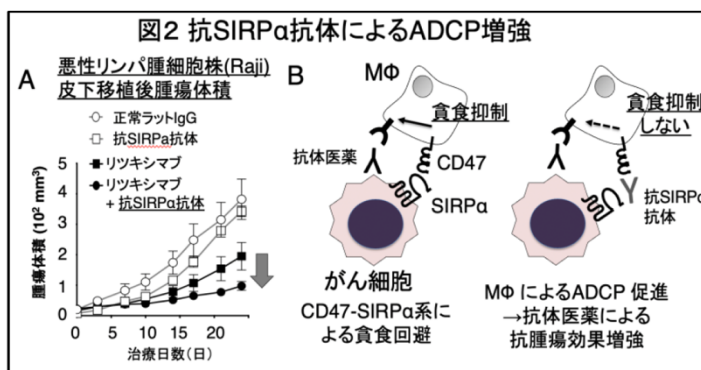 図2 抗SIRPα抗体によるADCP増強
A
悪性リンパ腫細胞株(Raji)
皮下移植後腫瘍体積
正常ラットIgG
抗SIRPa抗体
リツキシマブ
リツキシマブ
+ 抗SIRPα抗体
腫瘍体積 (10² mm³)
5
4
3
2
1
0
0 5 10 15 20
治療日数(日)
B
MΦ
貪食抑制
抗体医薬
CD47
SIRPα
がん細胞
CD47-SIRPα系に
よる貪食回避
貪食抑制
しない
抗SIRPα
抗体
MΦ によるADCP 促進
→抗体医薬による
抗腫瘍効果増強